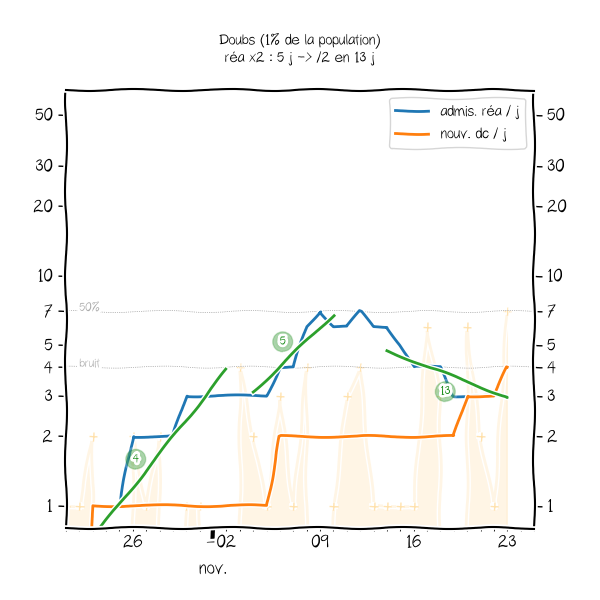 Doubs (1% de la population)
réa x2 : 5 j -> /2 en 13 j
admis. réa / j
nouv. dc / j
50 50
30 30
20 20
10 10
50%
7 7
5 5
5
bruit
4 4
13
3 3
2 2
4
1 1
26 02 09 16 23
nov.